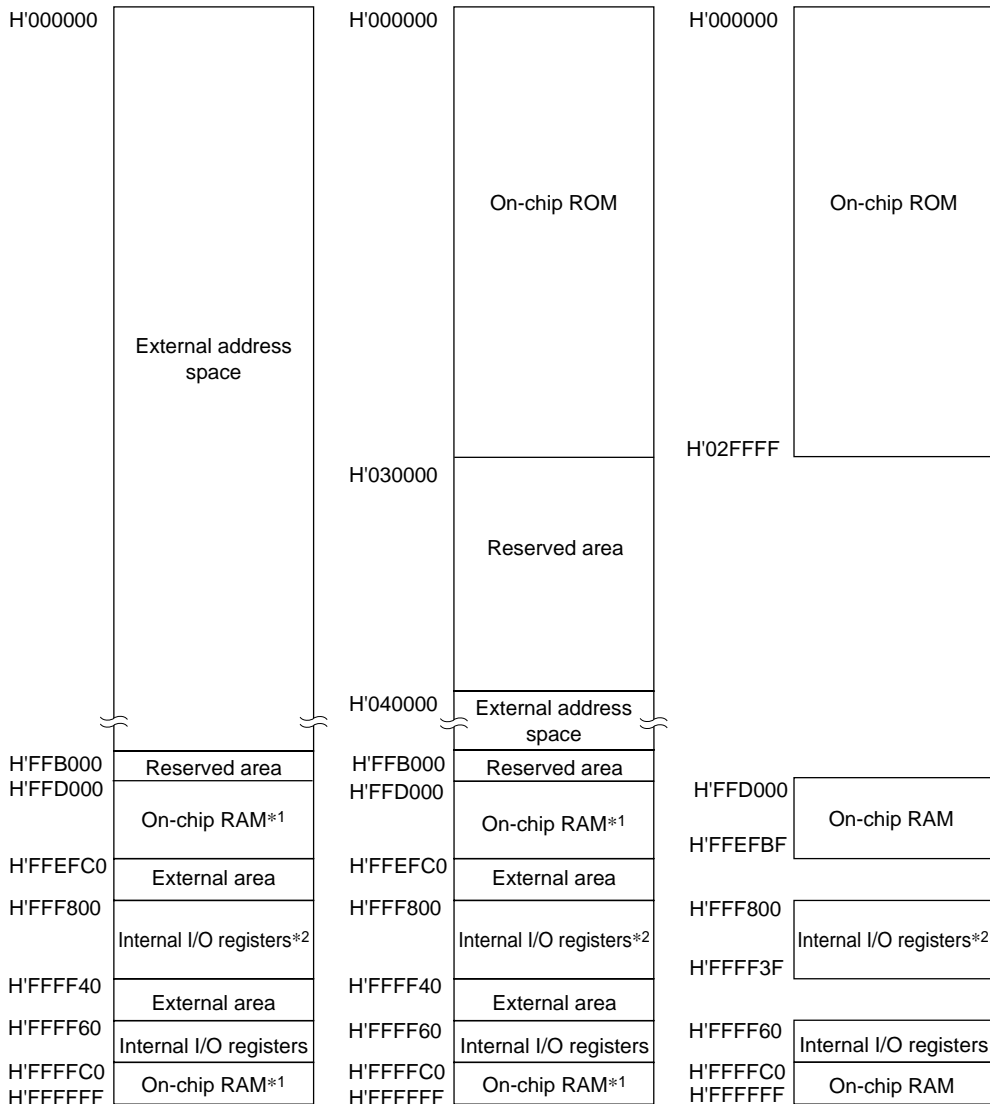 H'000000
External address
space
H'FFB000
Reserved area
H'FFD000
On-chip RAM*1
H'FFEFC0
External area
H'FFF800
Internal I/O registers*2
H'FFFF40
External area
H'FFFF60
Internal I/O registers
H'FFFFC0
On-chip RAM*1
H'FFFFFF
H'000000
On-chip ROM
H'030000
Reserved area
H'040000
External address
space
H'FFB000
Reserved area
H'FFD000
On-chip RAM*1
H'FFEFC0
External area
H'FFF800
Internal I/O registers*2
H'FFFF40
External area
H'FFFF60
Internal I/O registers
H'FFFFC0
On-chip RAM*1
H'FFFFFF
H'000000
On-chip ROM
H'02FFFF
H'FFD000
On-chip RAM
H'FFEFBF
H'FFF800
Internal I/O registers*2
H'FFFF3F
H'FFFF60
Internal I/O registers
H'FFFFC0
On-chip RAM
H'FFFFFF